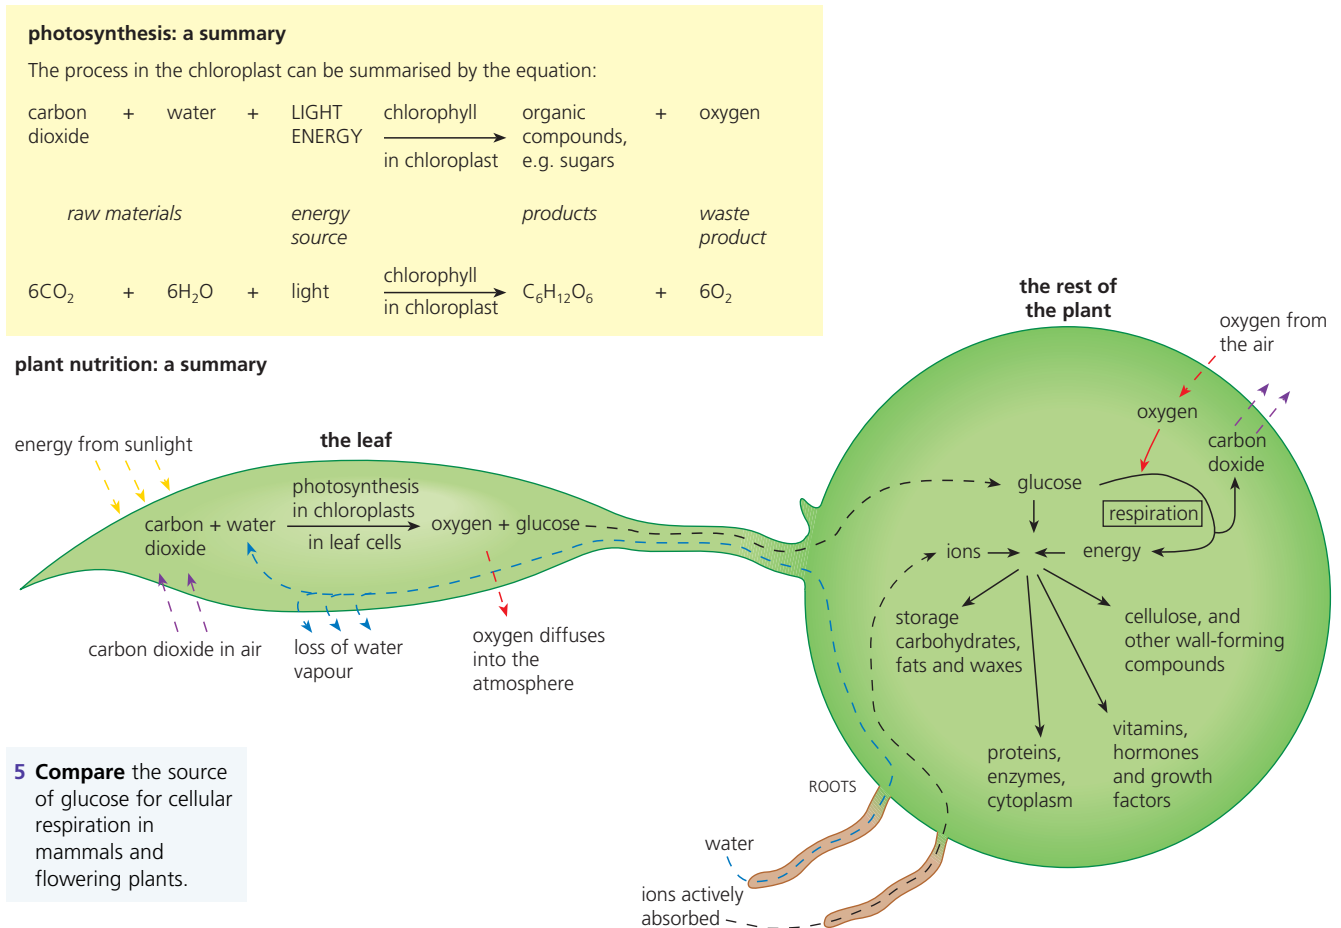 photosynthesis: a summary
The process in the chloroplast can be summarised by the equation:
carbon + water + LIGHT chlorophyll organic + oxygen
dioxide ENERGY compounds,
in chloroplast e.g. sugars
raw materials energy products waste
source product
6CO₂ + 6H₂O + light chlorophyll C₆H₁₂O₆ + 6O₂
in chloroplast
plant nutrition: a summary
energy from sunlight
the leaf
photosynthesis
in chloroplasts
in leaf cells
carbon + water
dioxide
oxygen + glucose
carbon dioxide in air
loss of water
vapour
oxygen diffuses
into the
atmosphere
the rest of
the plant
oxygen from
the air
oxygen
carbon
doxide
glucose
respiration
ions
energy
storage
carbohydrates,
fats and waxes
cellulose, and
other wall-forming
compounds
proteins,
enzymes,
cytoplasm
vitamins,
hormones
and growth
factors
ROOTS
water
ions actively
absorbed
5 Compare the source
of glucose for cellular
respiration in
mammals and
flowering plants.